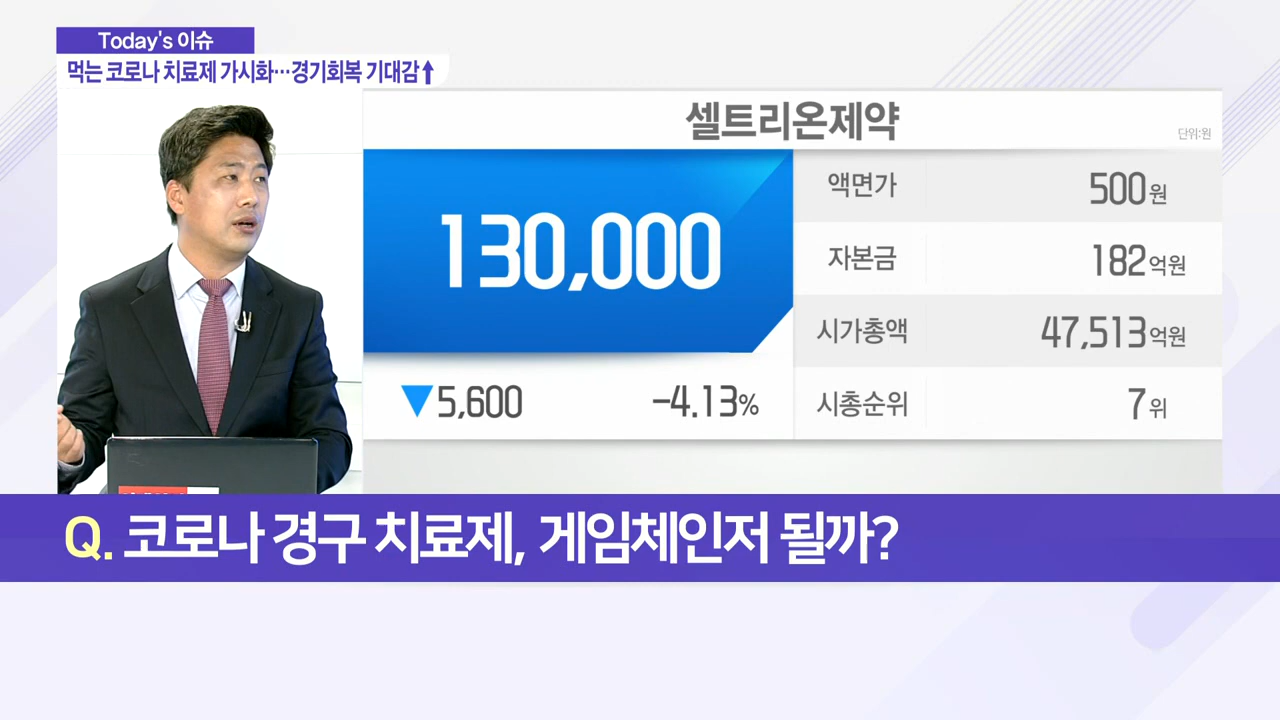 Today's 이슈
먹는 코로나 치료제 가시화…경기회복 기대감↑
셀트리온제약
단위:원
130,000
▼5,600 -4.13%
액면가 500원
자본금 182억원
시가총액 47,513억원
시총순위 7위
Q. 코로나 경구 치료제, 게임체인저 될까?